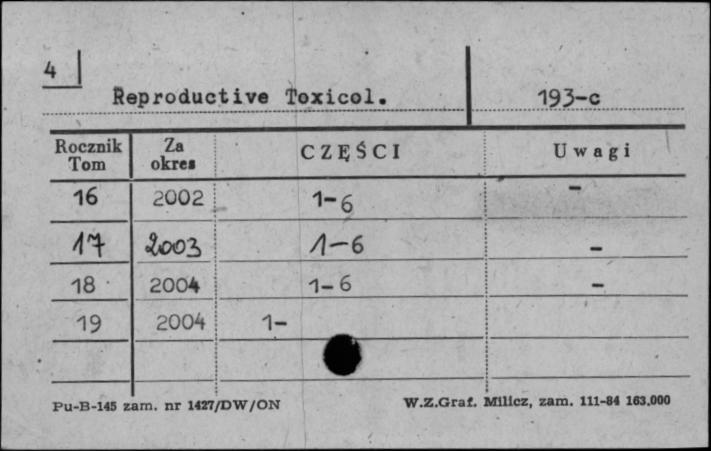 4
Reproductive Toxicol. 193-c
Rocznik Tom Za okres CZĘŚCI Uwagi
16 2002 1-6 -
17 2003 1-6 -
18 2004 1-6 -
19 2004 1-
Pu-B-145 zam. nr 1427/DW/ON W.Z.Graf. Milicz, zam. 111-84 163.000